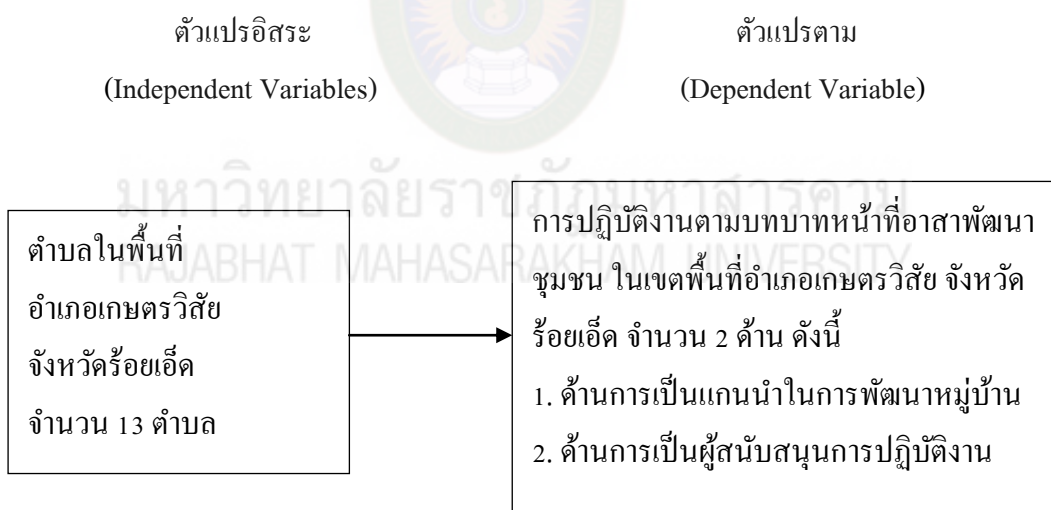 ตัวแปรอิสระ
(Independent Variables)
ตัวแปรตาม
(Dependent Variable)
มหาวิทยาลัยราชภัฏมหาสารคาม
RAJABHAT MAHASARAKHAM UNIVERSITY
ตำบลในพื้นที่
อำเภอเกษตรวิสัย
จังหวัดร้อยเอ็ด
จำนวน 13 ตำบล
การปฏิบัติงานตามบทบาทหน้าที่อาสาพัฒนา
ชุมชน ในเขตพื้นที่อำเภอเกษตรวิสัย จังหวัด
ร้อยเอ็ด จำนวน 2 ด้าน ดังนี้
1. ด้านการเป็นแกนนำในการพัฒนาหมู่บ้าน
2. ด้านการเป็นผู้สนับสนุนการปฏิบัติงาน